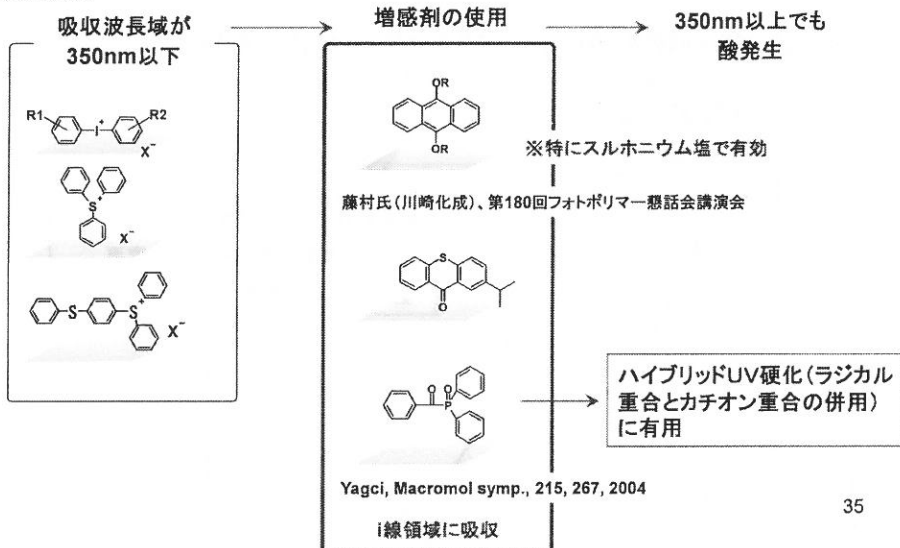 吸収波長域が
350nm以下
増感剤の使用
350nm以上でも
酸発生
R1
I+
R2
X−
S+
X−
S
S+
X−
OR
OR
※特にスルホニウム塩で有効
藤村氏(川崎化成)、第180回フォトポリマー懇話会講演会
S
O
O
O
P
ハイブリッドUV硬化(ラジカル
重合とカチオン重合の併用)
に有用
Yagci, Macromol symp., 215, 267, 2004
i線領域に吸収
35